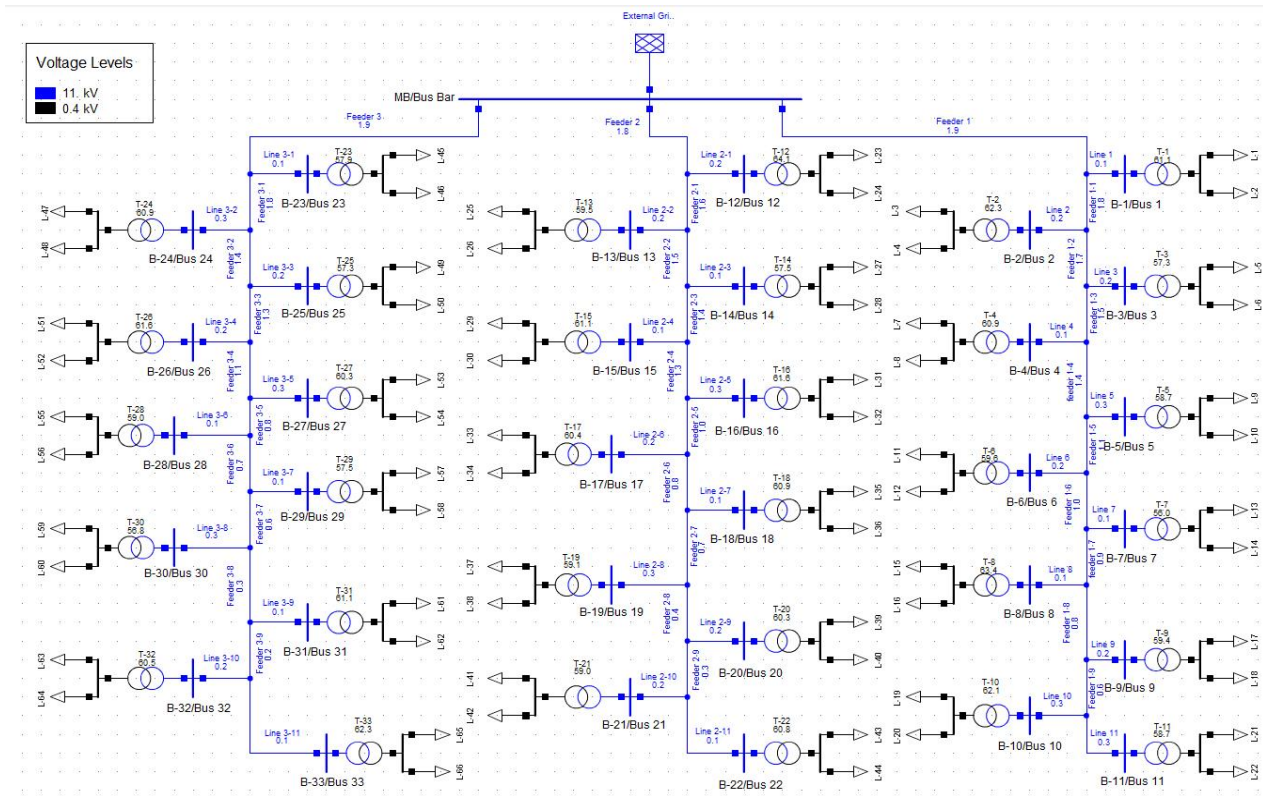 External Gri..
Voltage Levels
11. kV
0.4 kV
MB/Bus Bar
Feeder 3
1.9
Feeder 2
1.8
Feeder 1
1.9
Line 3-1
0.1
T-23
57.9
L-45
L-46
B-23/Bus 23
Feeder 3-1
1.8
L-47
L-48
T-24
60.9
Line 3-2
0.3
B-24/Bus 24
Feeder 3-2
1.4
Line 3-3
0.2
T-25
57.3
L-49
L-50
B-25/Bus 25
Feeder 3-3
1.3
L-51
L-52
T-26
61.6
Line 3-4
0.2
B-26/Bus 26
Feeder 3-4
1.1
Line 3-5
0.3
T-27
60.3
L-53
L-54
B-27/Bus 27
Feeder 3-5
0.8
L-55
L-56
T-28
59.0
Line 3-6
0.1
B-28/Bus 28
Feeder 3-6
0.7
Line 3-7
0.1
T-29
57.5
L-57
L-58
B-29/Bus 29
Feeder 3-7
0.6
L-59
L-60
T-30
56.8
Line 3-8
0.3
B-30/Bus 30
Feeder 3-8
0.3
Line 3-9
0.1
T-31
61.1
L-61
L-62
B-31/Bus 31
Feeder 3-9
0.2
L-63
L-64
T-32
60.5
Line 3-10
0.2
B-32/Bus 32
Line 3-11
0.1
T-33
62.3
L-65
L-66
B-33/Bus 33
Line 2-1
0.2
T-12
64.1
L-23
L-24
B-12/Bus 12
Feeder 2-1
1.6
L-25
L-26
T-13
59.5
Line 2-2
0.2
B-13/Bus 13
Feeder 2-2
1.5
Line 2-3
0.1
T-14
57.5
L-27
L-28
B-14/Bus 14
Feeder 2-3
1.4
L-29
L-30
T-15
61.1
Line 2-4
0.1
B-15/Bus 15
Feeder 2-4
1.3
Line 2-5
0.3
T-16
61.6
L-31
L-32
B-16/Bus 16
Feeder 2-5
1.0
L-33
L-34
T-17
60.4
Line 2-6
0.2
B-17/Bus 17
Feeder 2-6
0.8
Line 2-7
0.1
T-18
60.9
L-35
L-36
B-18/Bus 18
Feeder 2-7
0.7
L-37
L-38
T-19
59.1
Line 2-8
0.3
B-19/Bus 19
Feeder 2-8
0.4
Line 2-9
0.2
T-20
60.3
L-39
L-40
B-20/Bus 20
Feeder 2-9
0.3
L-41
L-42
T-21
59.0
Line 2-10
0.2
B-21/Bus 21
Line 2-11
0.1
T-22
60.8
L-43
L-44
B-22/Bus 22
Line 1
0.1
T-1
61.1
L-1
L-2
B-1/Bus 1
Feeder 1-1
1.8
L-3
L-4
T-2
62.3
Line 2
0.2
B-2/Bus 2
Feeder 1-2
1.7
Line 3
0.2
T-3
57.3
L-5
L-6
B-3/Bus 3
Feeder 1-3
1.5
L-7
L-8
T-4
60.9
Line 4
0.1
B-4/Bus 4
feeder 1-4
1.4
Line 5
0.3
T-5
58.7
L-9
L-10
B-5/Bus 5
Feeder 1-5
1.1
L-11
L-12
T-6
59.6
Line 6
0.2
B-6/Bus 6
Feeder 1-6
1.0
Line 7
0.1
T-7
56.0
L-13
L-14
B-7/Bus 7
feeder 1-7
0.9
L-15
L-16
T-8
63.4
Line 8
0.1
B-8/Bus 8
Feeder 1-8
0.8
Line 9
0.2
T-9
59.4
L-17
L-18
B-9/Bus 9
Feeder 1-9
0.6
L-19
L-20
T-10
62.1
Line 10
0.3
B-10/Bus 10
Line 11
0.3
T-11
58.7
L-21
L-22
B-11/Bus 11